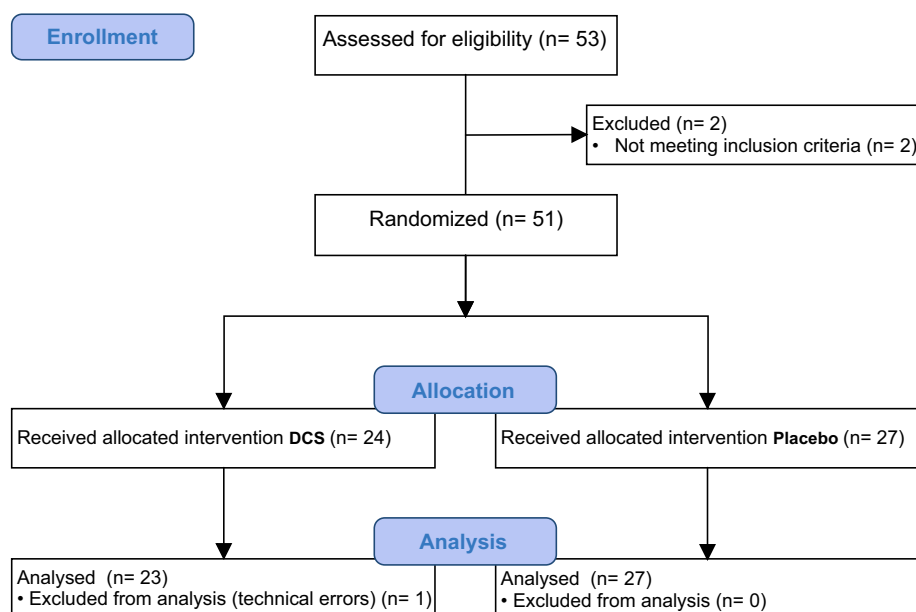 Enrollment
Assessed for eligibility (n= 53)
Excluded (n= 2)
• Not meeting inclusion criteria (n= 2)
Randomized (n= 51)
Allocation
Received allocated intervention DCS (n= 24)
Received allocated intervention Placebo (n= 27)
Analysis
Analysed (n= 23)
• Excluded from analysis (technical errors) (n= 1)
Analysed (n= 27)
• Excluded from analysis (n= 0)